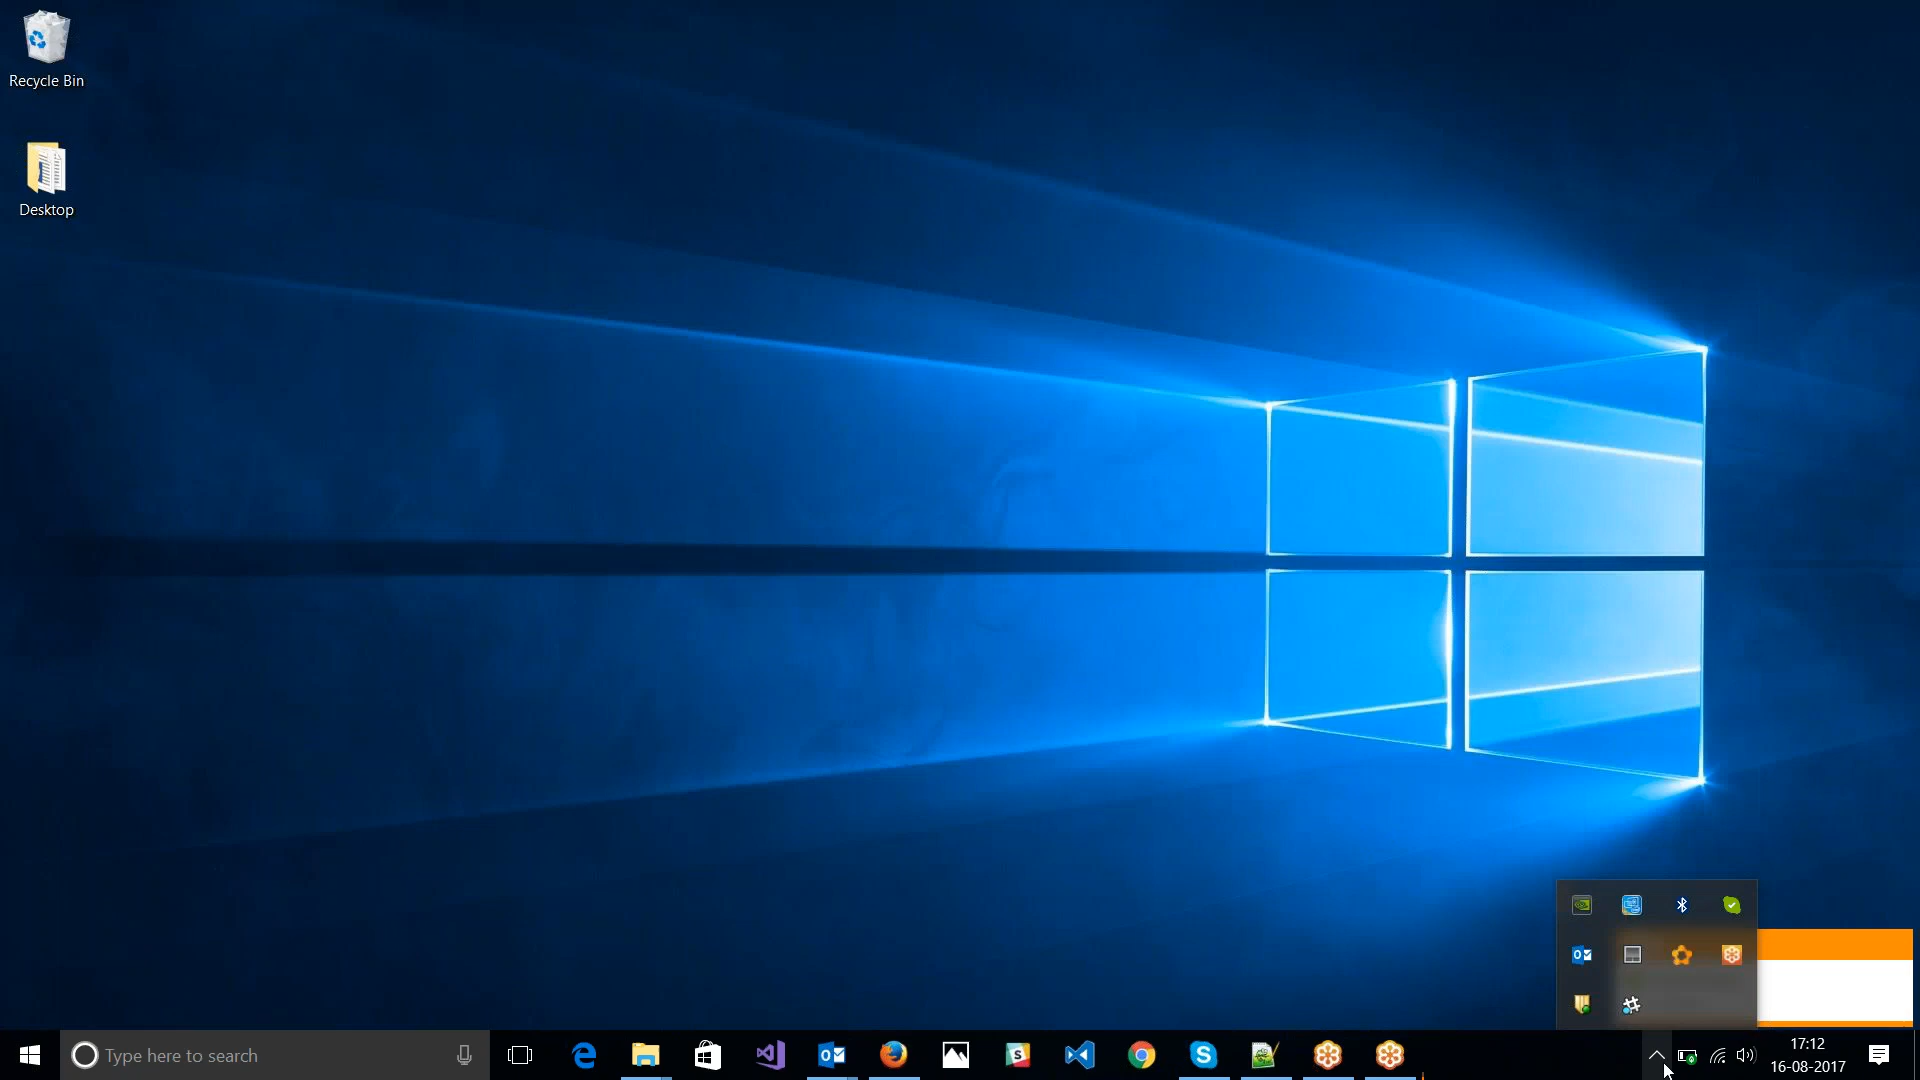 Recycle Bin
Desktop
Type here to search
17:12
16-08-2017